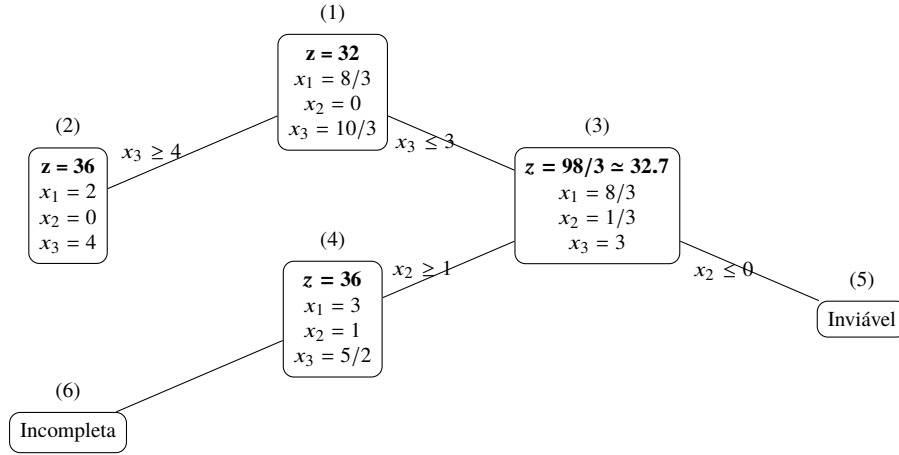 (1)
z = 32
x₁ = 8/3
x₂ = 0
x₃ = 10/3
(2)
x₃ ≥ 4
x₃ ≤ 3
(3)
z = 36
x₁ = 2
x₂ = 0
x₃ = 4
z = 98/3 ≃ 32.7
x₁ = 8/3
x₂ = 1/3
x₃ = 3
(4)
x₂ ≥ 1
x₂ ≤ 0
z = 36
x₁ = 3
x₂ = 1
x₃ = 5/2
(5)
Inviável
(6)
Incompleta